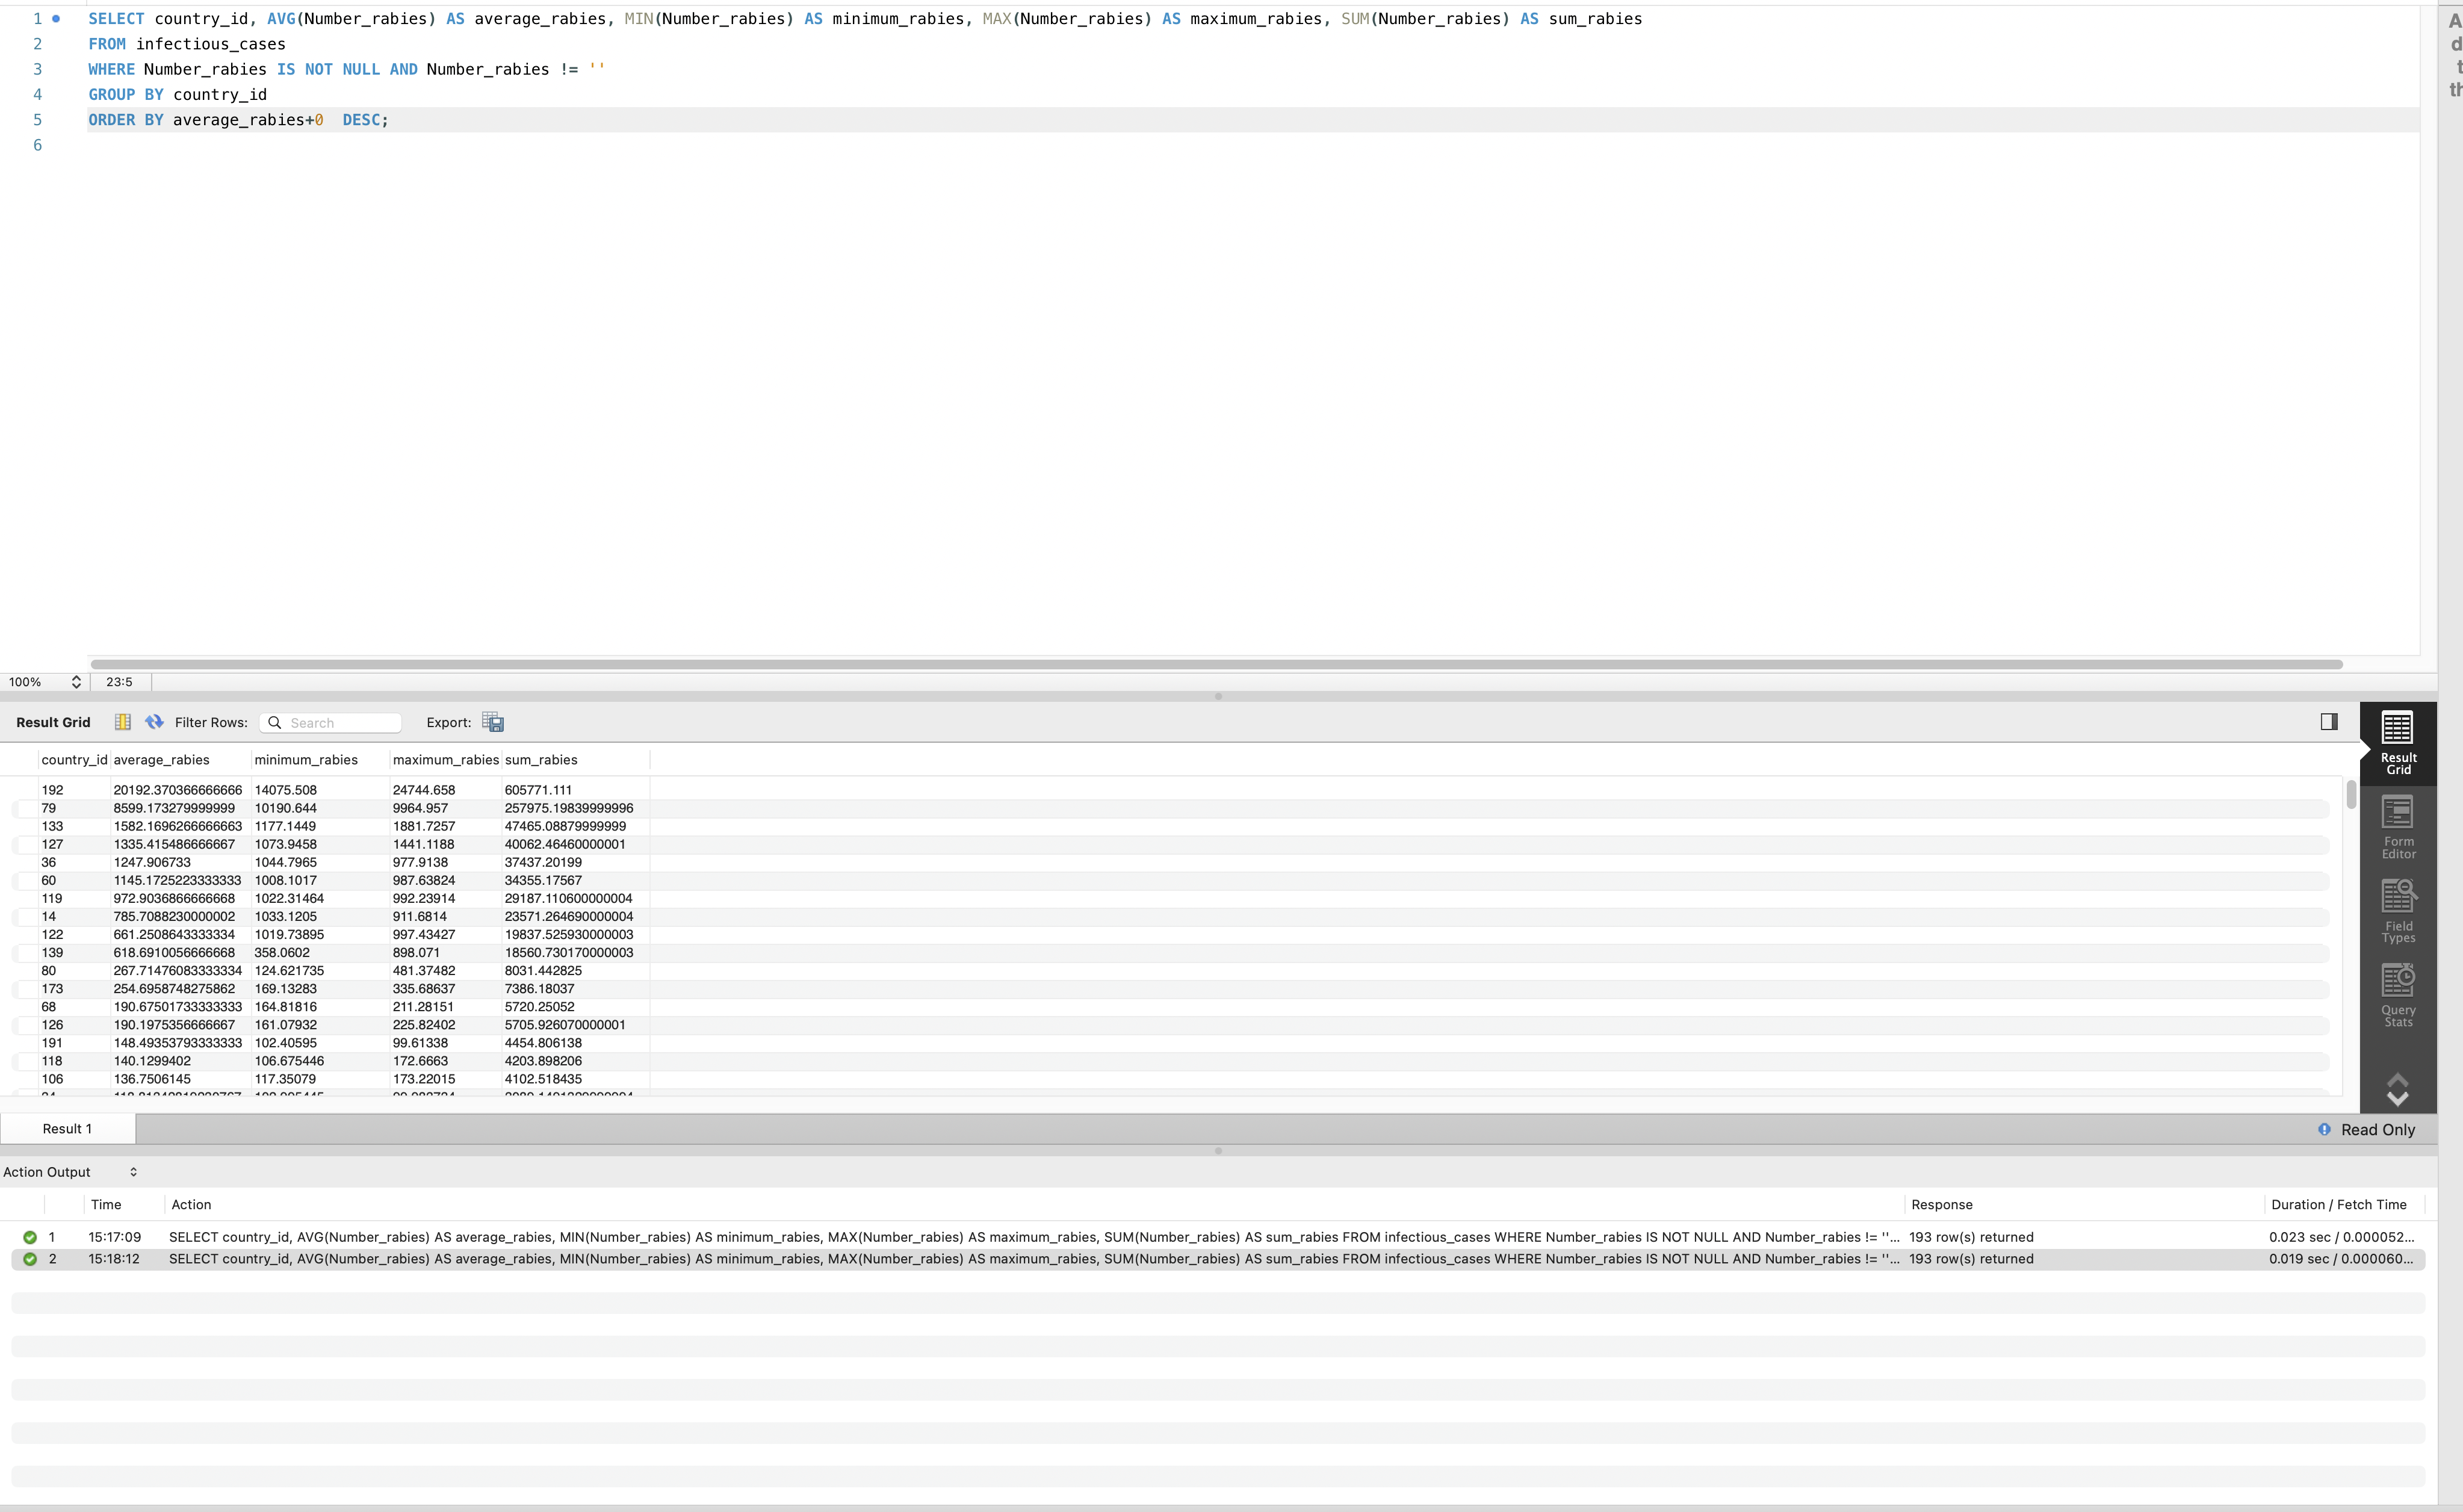 1 SELECT country_id, AVG(Number_rabies) AS average_rabies, MIN(Number_rabies) AS minimum_rabies, MAX(Number_rabies) AS maximum_rabies, SUM(Number_rabies) AS sum_rabies
2 FROM infectious_cases
3 WHERE Number_rabies IS NOT NULL AND Number_rabies != ''
4 GROUP BY country_id
5 ORDER BY average_rabies+0  DESC;
6
100% 23:5
Result Grid Filter Rows: Search Export:
country_id average_rabies minimum_rabies maximum_rabies sum_rabies
192 20192.370366666666 14075.508 24744.658 605771.111
79 8599.173279999999 10190.644 9964.957 257975.19839999996
133 1582.1696266666663 1177.1449 1881.7257 47465.08879999999
127 1335.415486666667 1073.9458 1441.1188 40062.46460000001
36 1247.906733 1044.7965 977.9138 37437.20199
60 1145.1725223333333 1008.1017 987.63824 34355.17567
119 972.9036866666668 1022.31464 992.23914 29187.110600000004
14 785.7088230000002 1033.1205 911.6814 23571.264690000004
122 661.2508643333334 1019.73895 997.43427 19837.525930000003
139 618.6910056666668 358.0602 898.071 18560.730170000003
80 267.71476083333334 124.621735 481.37482 8031.442825
173 254.6958748275862 169.13283 335.68637 7386.18037
68 190.67501733333333 164.81816 211.28151 5720.25052
126 190.1975356666667 161.07932 225.82402 5705.926070000001
191 148.49353793333333 102.40595 99.61338 4454.806138
118 140.1299402 106.675446 172.6663 4203.898206
106 136.7506145 117.35079 173.22015 4102.518435
Result Grid
Form Editor
Field Types
Query Stats
Result 1 Read Only
Action Output
Time Action Response Duration / Fetch Time
1 15:17:09 SELECT country_id, AVG(Number_rabies) AS average_rabies, MIN(Number_rabies) AS minimum_rabies, MAX(Number_rabies) AS maximum_rabies, SUM(Number_rabies) AS sum_rabies FROM infectious_cases WHERE Number_rabies IS NOT NULL AND Number_rabies != ''... 193 row(s) returned 0.023 sec / 0.000052...
2 15:18:12 SELECT country_id, AVG(Number_rabies) AS average_rabies, MIN(Number_rabies) AS minimum_rabies, MAX(Number_rabies) AS maximum_rabies, SUM(Number_rabies) AS sum_rabies FROM infectious_cases WHERE Number_rabies IS NOT NULL AND Number_rabies != ''... 193 row(s) returned 0.019 sec / 0.000060...